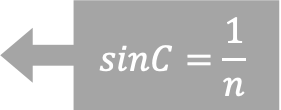 sinC = 1/n